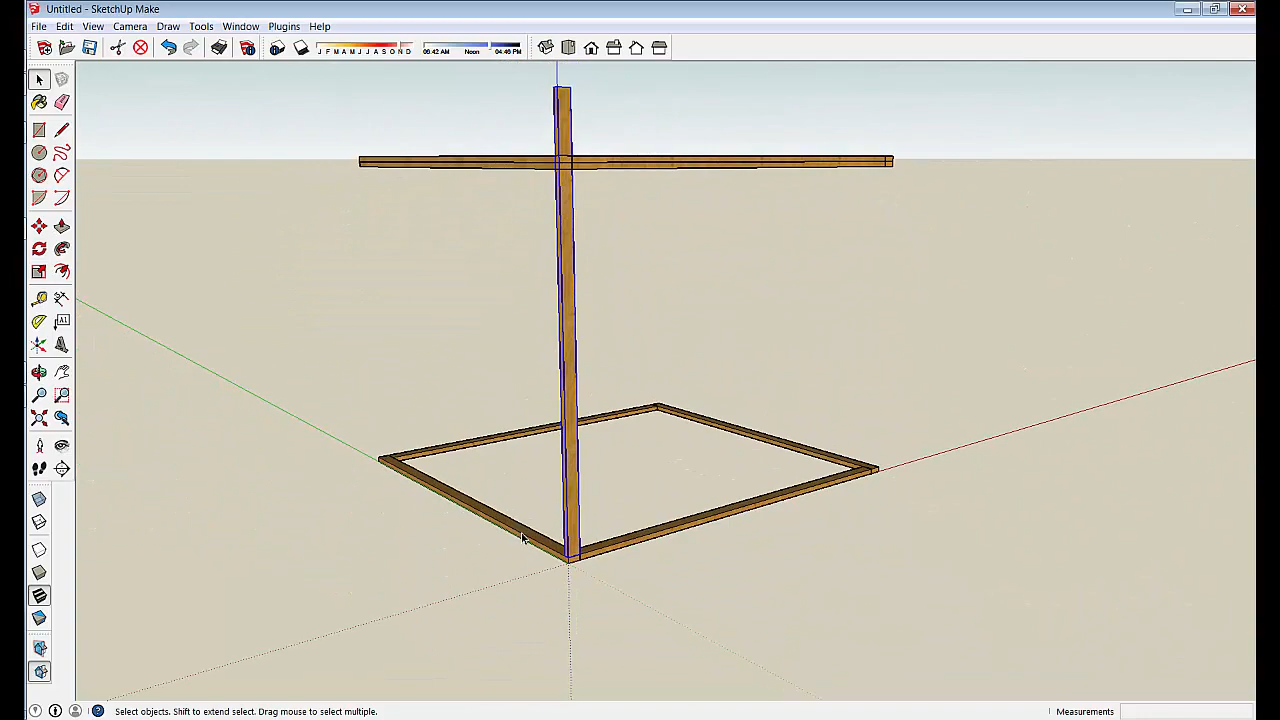 Untitled - SketchUp Make
File Edit View Camera Draw Tools Window Plugins Help
J F M A M J J A S O N D
06:42 AM Noon 04:46 PM
A1
Select objects. Shift to extend select. Drag mouse to select multiple.
Measurements